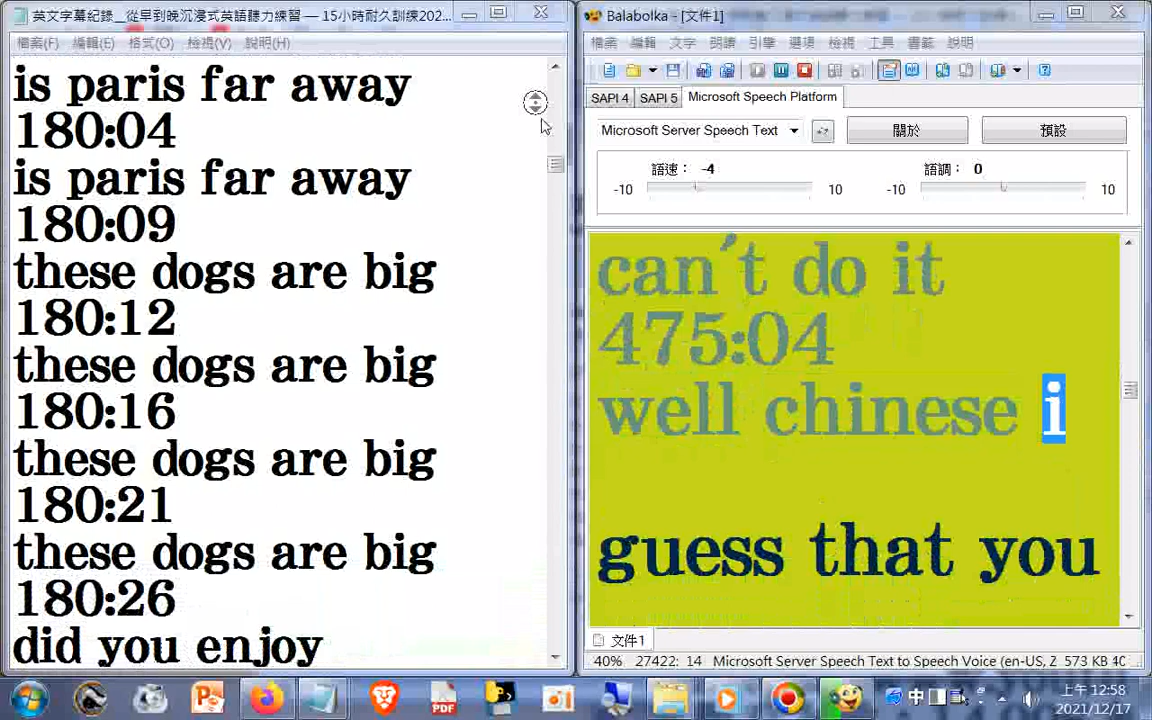 英文字幕紀錄__從早到晚沉浸式英語聽力練習 — 15小時耐久訓練202...
檔案(F) 編輯(E) 格式(O) 檢視(V) 說明(H)
is paris far away
180:04
is paris far away
180:09
these dogs are big
180:12
these dogs are big
180:16
these dogs are big
180:21
these dogs are big
180:26
did you enjoy
Balabolka - [文件1]
檔案 編輯 文字 朗讀 引擎 選項 檢視 工具 書籤 說明
SAPI 4 SAPI 5 Microsoft Speech Platform
Microsoft Server Speech Text 關於 預設
語速： -4 語調： 0
-10 10 -10 10
can't do it
475:04
well chinese i
guess that you
文件1
40% 27422: 14 Microsoft Server Speech Text to Speech Voice (en-US, Z 573 KB 4C
PDF
中
上午 12:58
2021/12/17